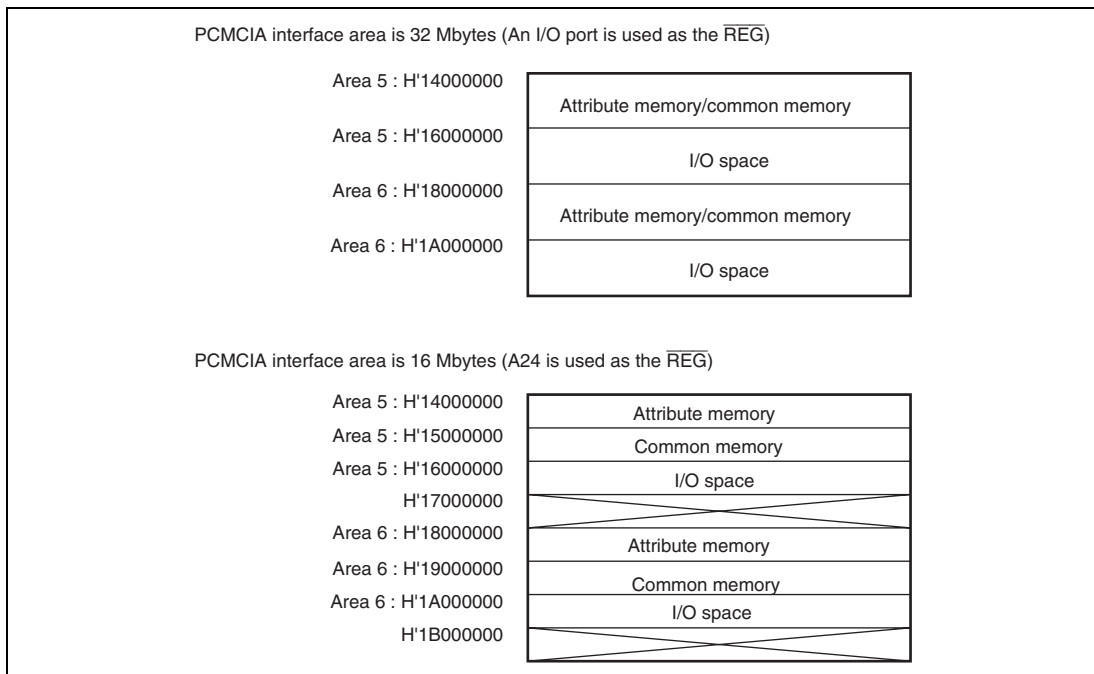 PCMCIA interface area is 32 Mbytes (An I/O port is used as the R̅E̅G̅)
Area 5 : H'14000000
Attribute memory/common memory
Area 5 : H'16000000
I/O space
Area 6 : H'18000000
Attribute memory/common memory
Area 6 : H'1A000000
I/O space
PCMCIA interface area is 16 Mbytes (A24 is used as the R̅E̅G̅)
Area 5 : H'14000000
Attribute memory
Area 5 : H'15000000
Common memory
Area 5 : H'16000000
I/O space
H'17000000
Area 6 : H'18000000
Attribute memory
Area 6 : H'19000000
Common memory
Area 6 : H'1A000000
I/O space
H'1B000000